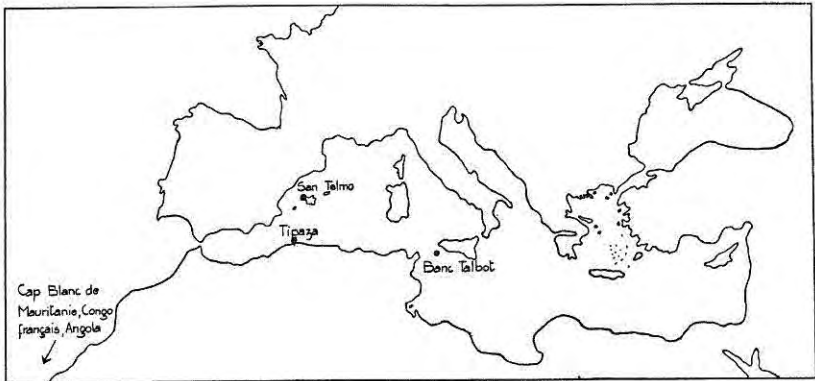 San Telmo
Tipaza
Banc Talbot
Cap Blanc de
Mauritanie, Congo
français, Angola